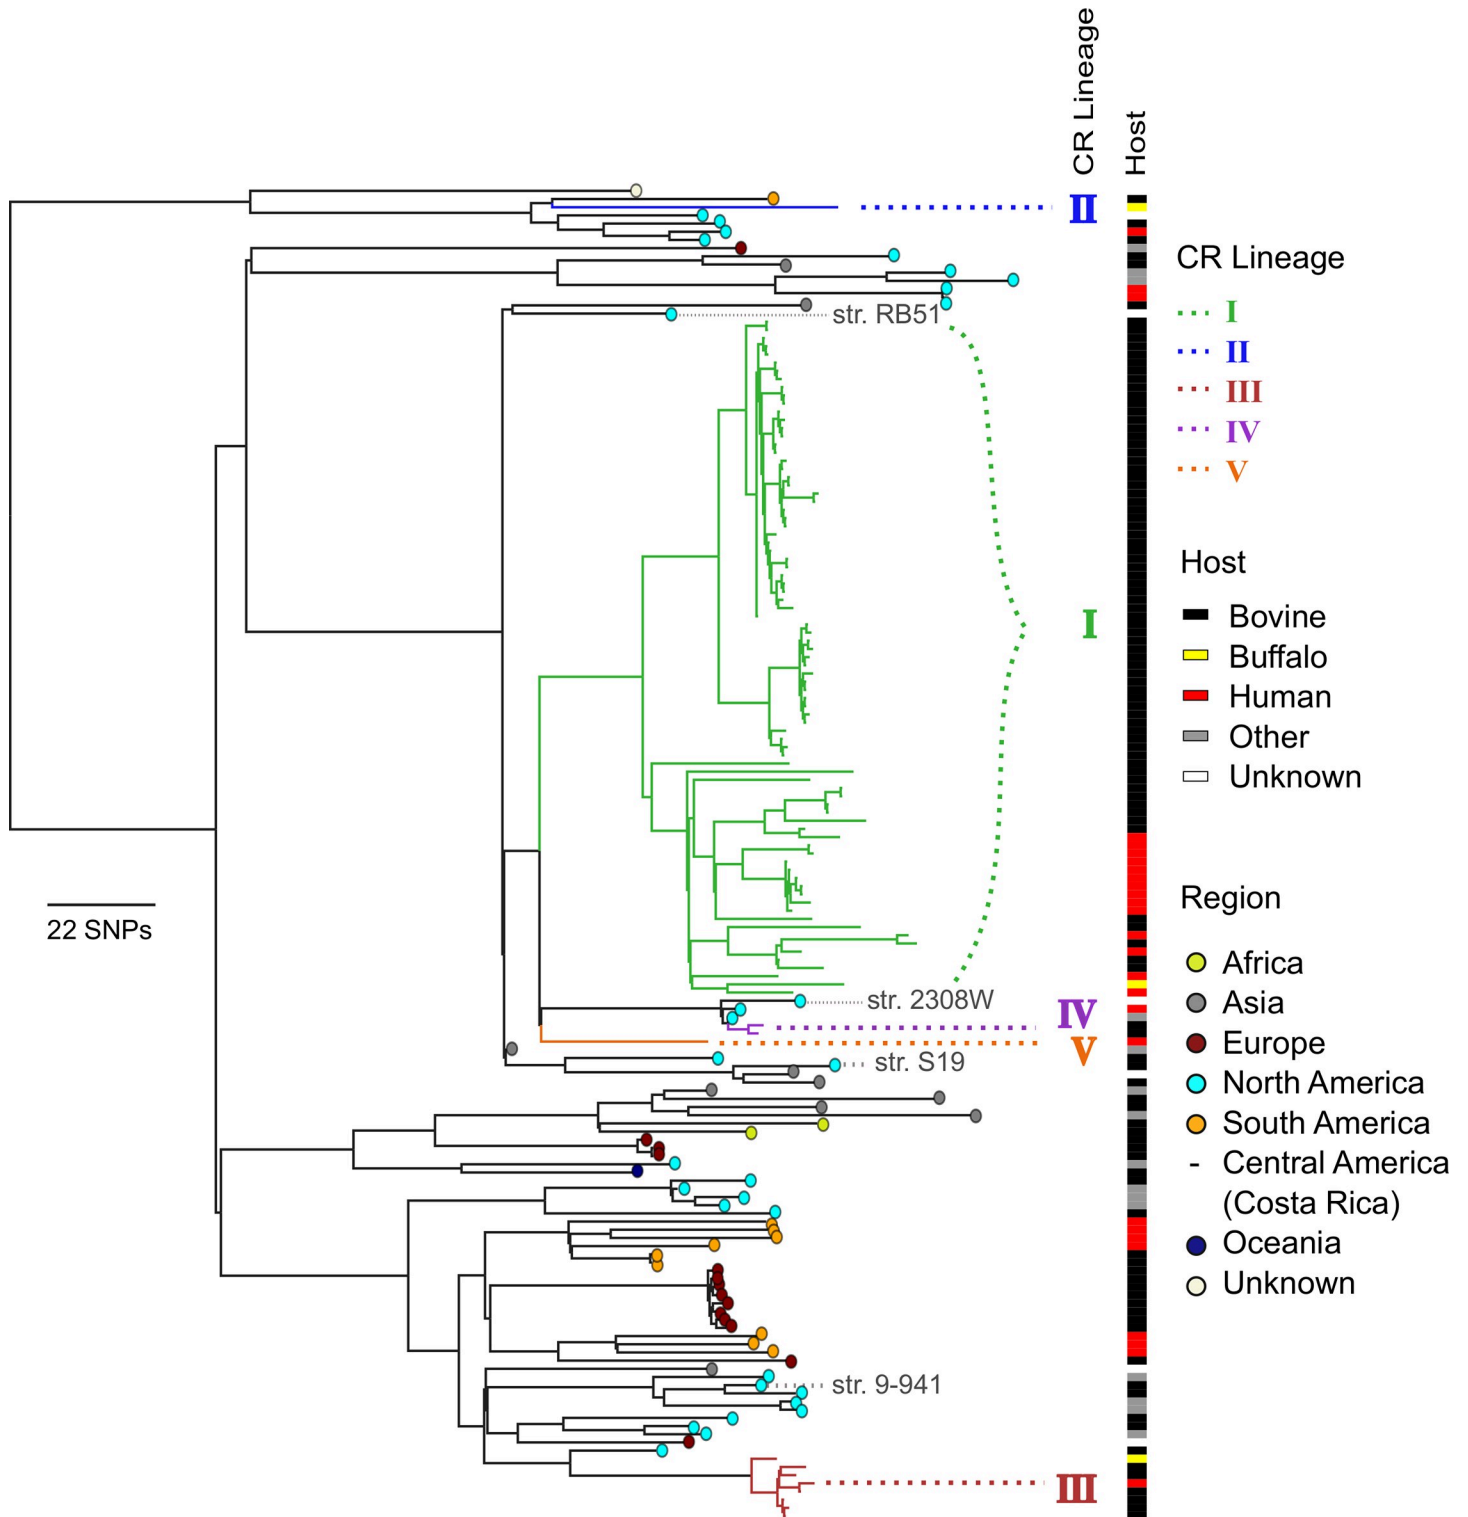 CR Lineage
Host
II
str. RB51
I
str. 2308W
IV
V
str. S19
str. 9-941
III
22 SNPs
CR Lineage
I
II
III
IV
V
Host
Bovine
Buffalo
Human
Other
Unknown
Region
Africa
Asia
Europe
North America
South America
- Central America
(Costa Rica)
Oceania
Unknown